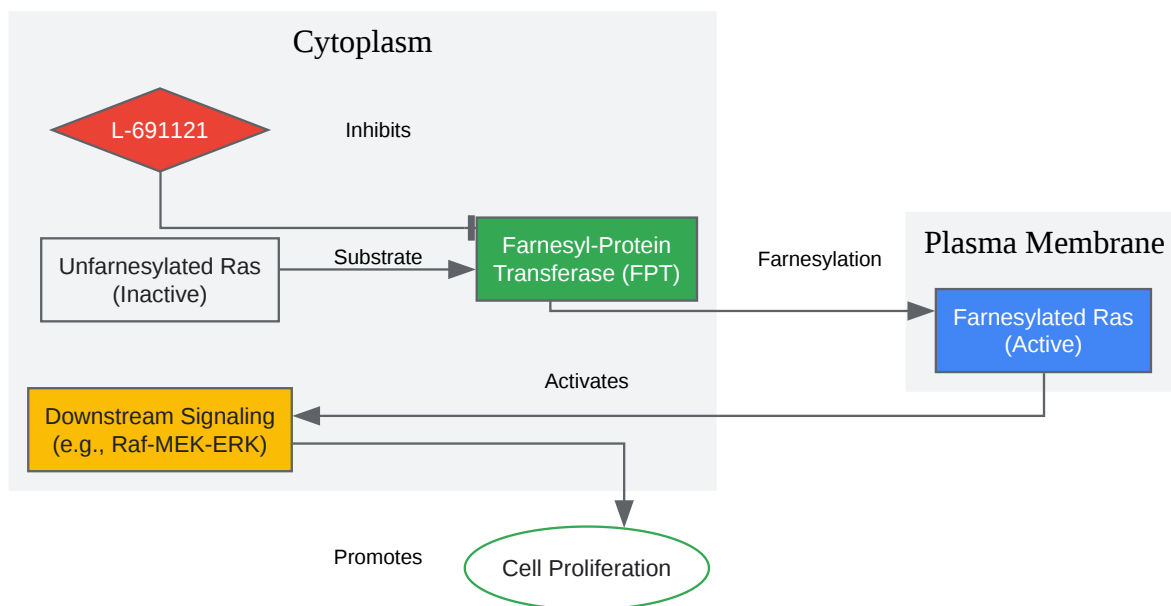 Cytoplasm
L-691121
Inhibits
Farnesyl-Protein
Transferase (FPT)
Unfarnesylated Ras
(Inactive)
Substrate
Farnesylation
Plasma Membrane
Farnesylated Ras
(Active)
Activates
Downstream Signaling
(e.g., Raf-MEK-ERK)
Promotes
Cell Proliferation